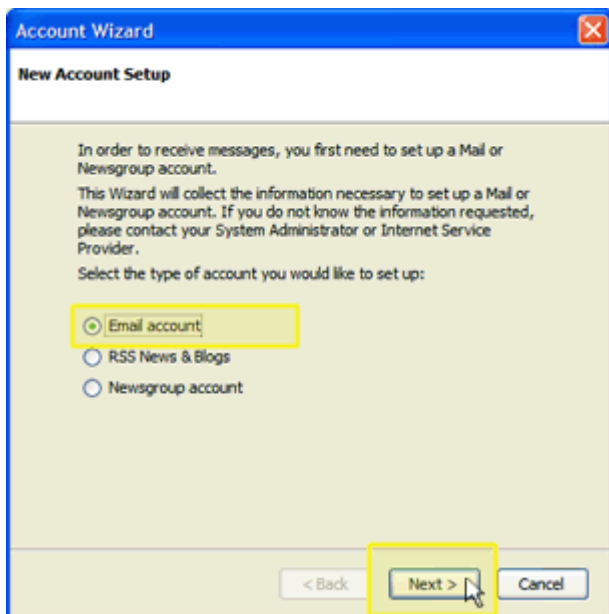 Account Wizard
New Account Setup
In order to receive messages, you first need to set up a Mail or
Newsgroup account.
This Wizard will collect the information necessary to set up a Mail or
Newsgroup account. If you do not know the information requested,
please contact your System Administrator or Internet Service
Provider.
Select the type of account you would like to set up:
Email account
RSS News & Blogs
Newsgroup account
< Back Next > Cancel